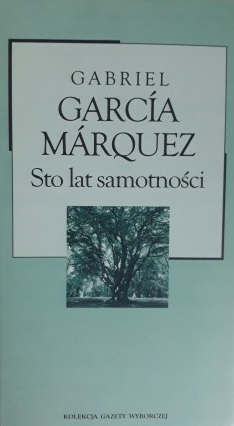 GABRIEL
GARCÍA
MÁRQUEZ
Sto lat samotności
KOLEKCJA GAZETY WYBORCZEJ